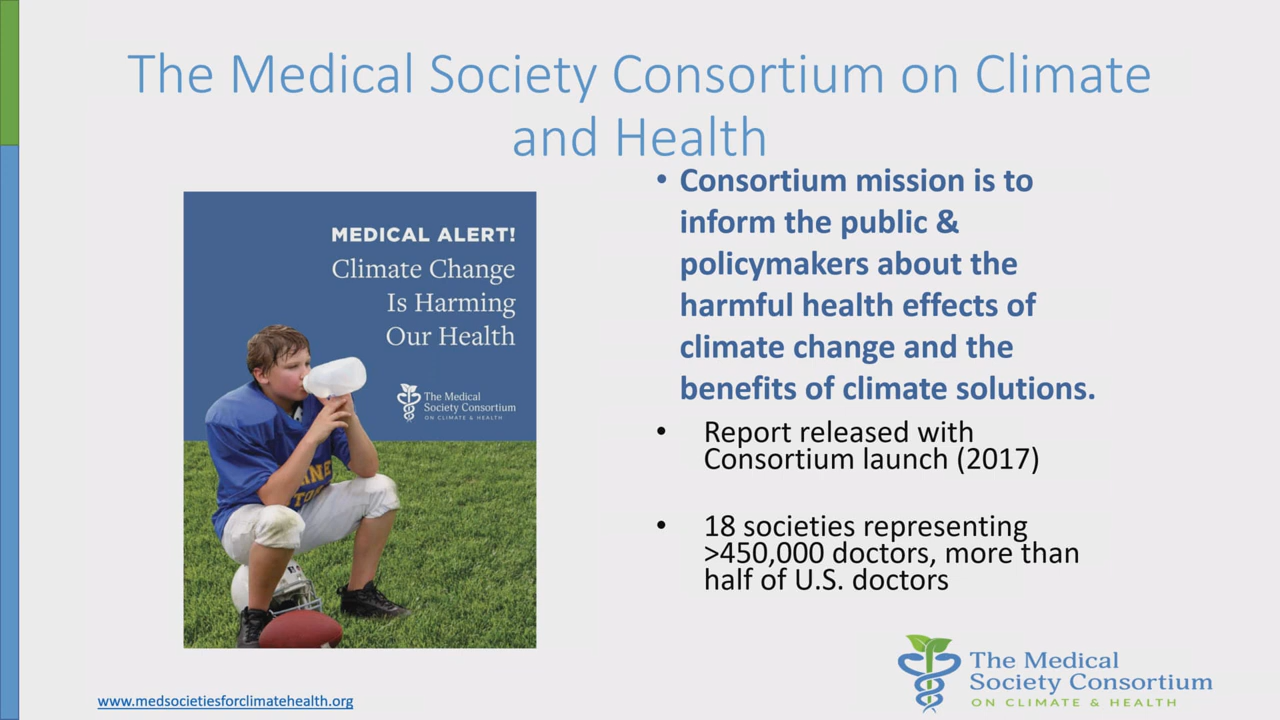 The Medical Society Consortium on Climate
and Health
MEDICAL ALERT!
Climate Change
Is Harming
Our Health
The Medical
Society Consortium
ON CLIMATE & HEALTH
• Consortium mission is to
inform the public &
policymakers about the
harmful health effects of
climate change and the
benefits of climate solutions.
• Report released with
Consortium launch (2017)
• 18 societies representing
>450,000 doctors, more than
half of U.S. doctors
www.medsocietiesforclimatehealth.org
The Medical
Society Consortium
ON CLIMATE & HEALTH